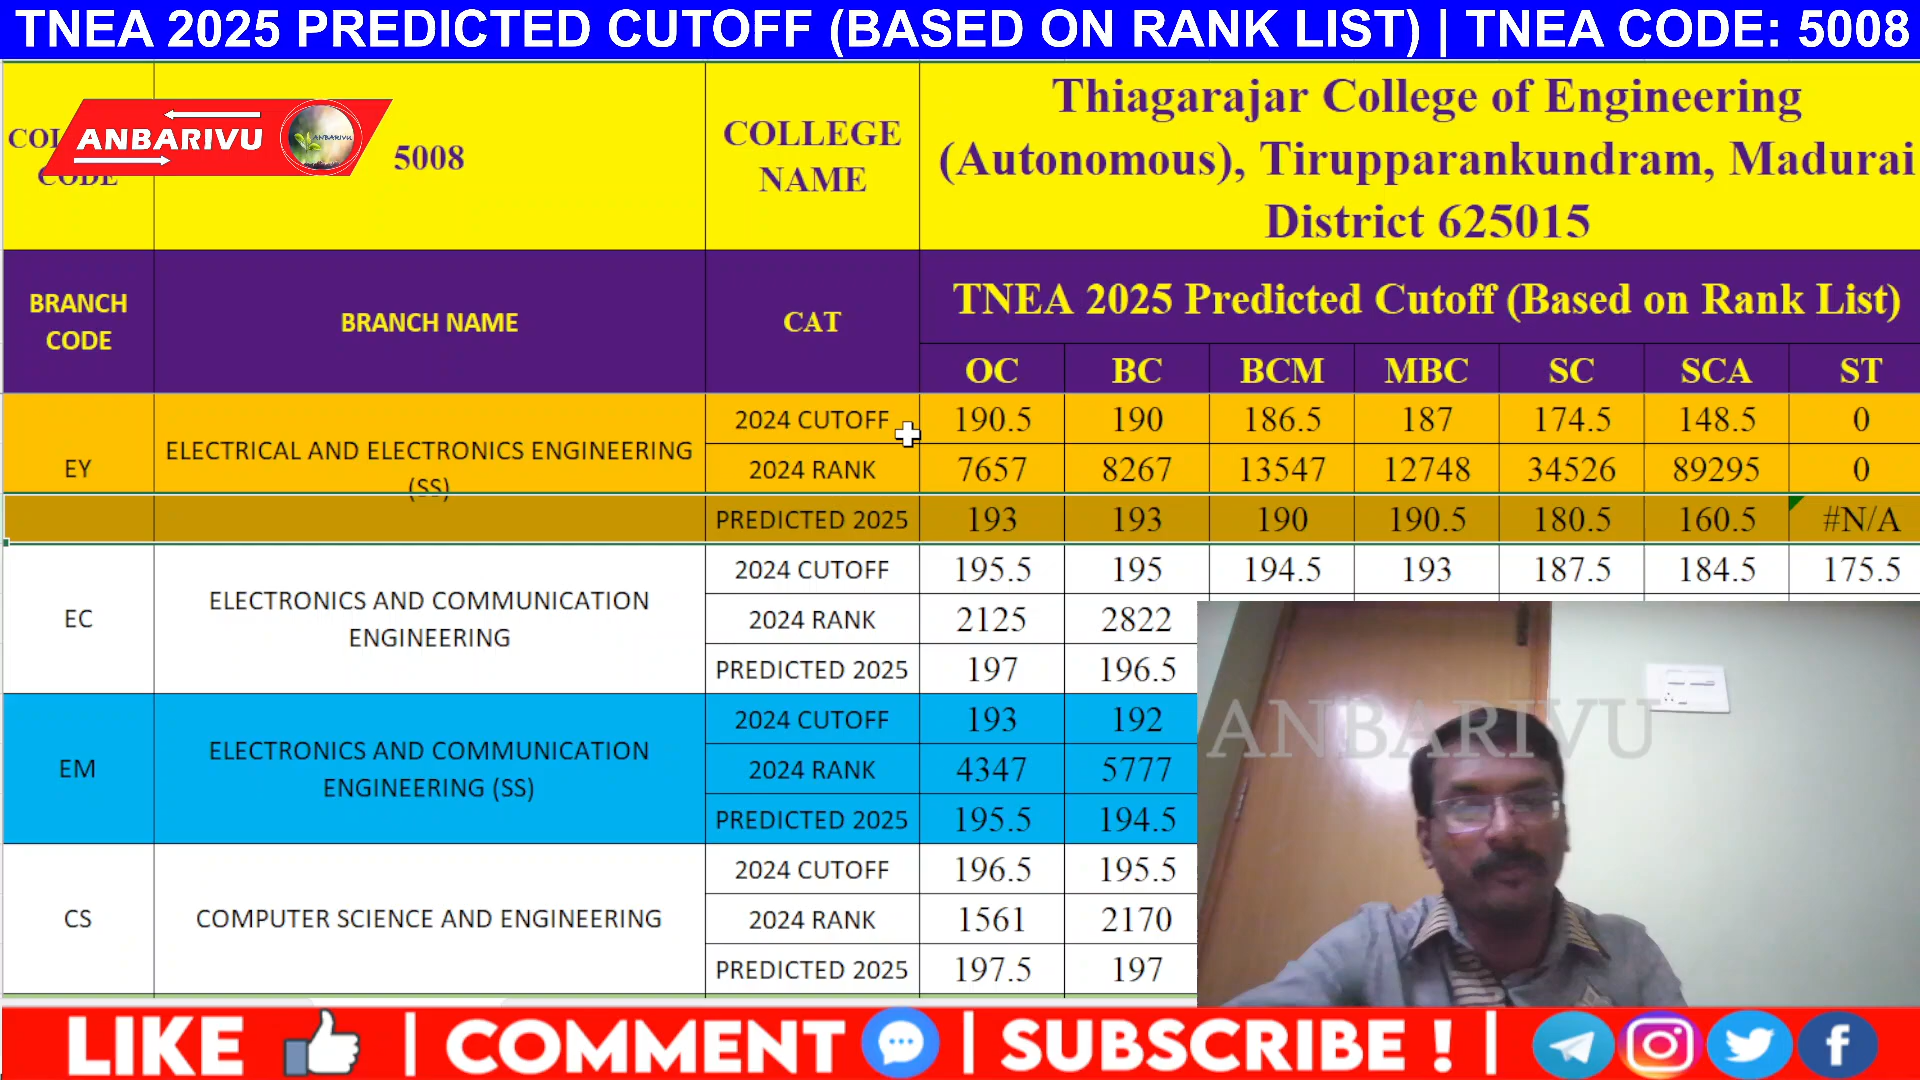 TNEA 2025 PREDICTED CUTOFF (BASED ON RANK LIST) | TNEA CODE: 5008
CODE
ANBARIVU
ANBARIVU
5008
COLLEGE
NAME
Thiagarajar College of Engineering
(Autonomous), Tirupparankundram, Madurai
District 625015
BRANCH
CODE
BRANCH NAME
CAT
TNEA 2025 Predicted Cutoff (Based on Rank List)
OC BC BCM MBC SC SCA ST
EY
ELECTRICAL AND ELECTRONICS ENGINEERING
(SS)
2024 CUTOFF 190.5 190 186.5 187 174.5 148.5 0
2024 RANK 7657 8267 13547 12748 34526 89295 0
PREDICTED 2025 193 193 190 190.5 180.5 160.5 #N/A
EC
ELECTRONICS AND COMMUNICATION
ENGINEERING
2024 CUTOFF 195.5 195 194.5 193 187.5 184.5 175.5
2024 RANK 2125 2822
PREDICTED 2025 197 196.5
EM
ELECTRONICS AND COMMUNICATION
ENGINEERING (SS)
2024 CUTOFF 193 192
2024 RANK 4347 5777
PREDICTED 2025 195.5 194.5
CS
COMPUTER SCIENCE AND ENGINEERING
2024 CUTOFF 196.5 195.5
2024 RANK 1561 2170
PREDICTED 2025 197.5 197
ANBARIVU
LIKE | COMMENT | SUBSCRIBE ! |